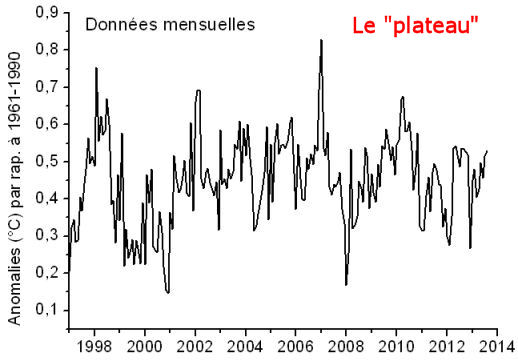 Données mensuelles
Le "plateau"
Anomalies (°C) par rap. à 1961-1990
0,9
0,8
0,7
0,6
0,5
0,4
0,3
0,2
0,1
1998 2000 2002 2004 2006 2008 2010 2012 2014